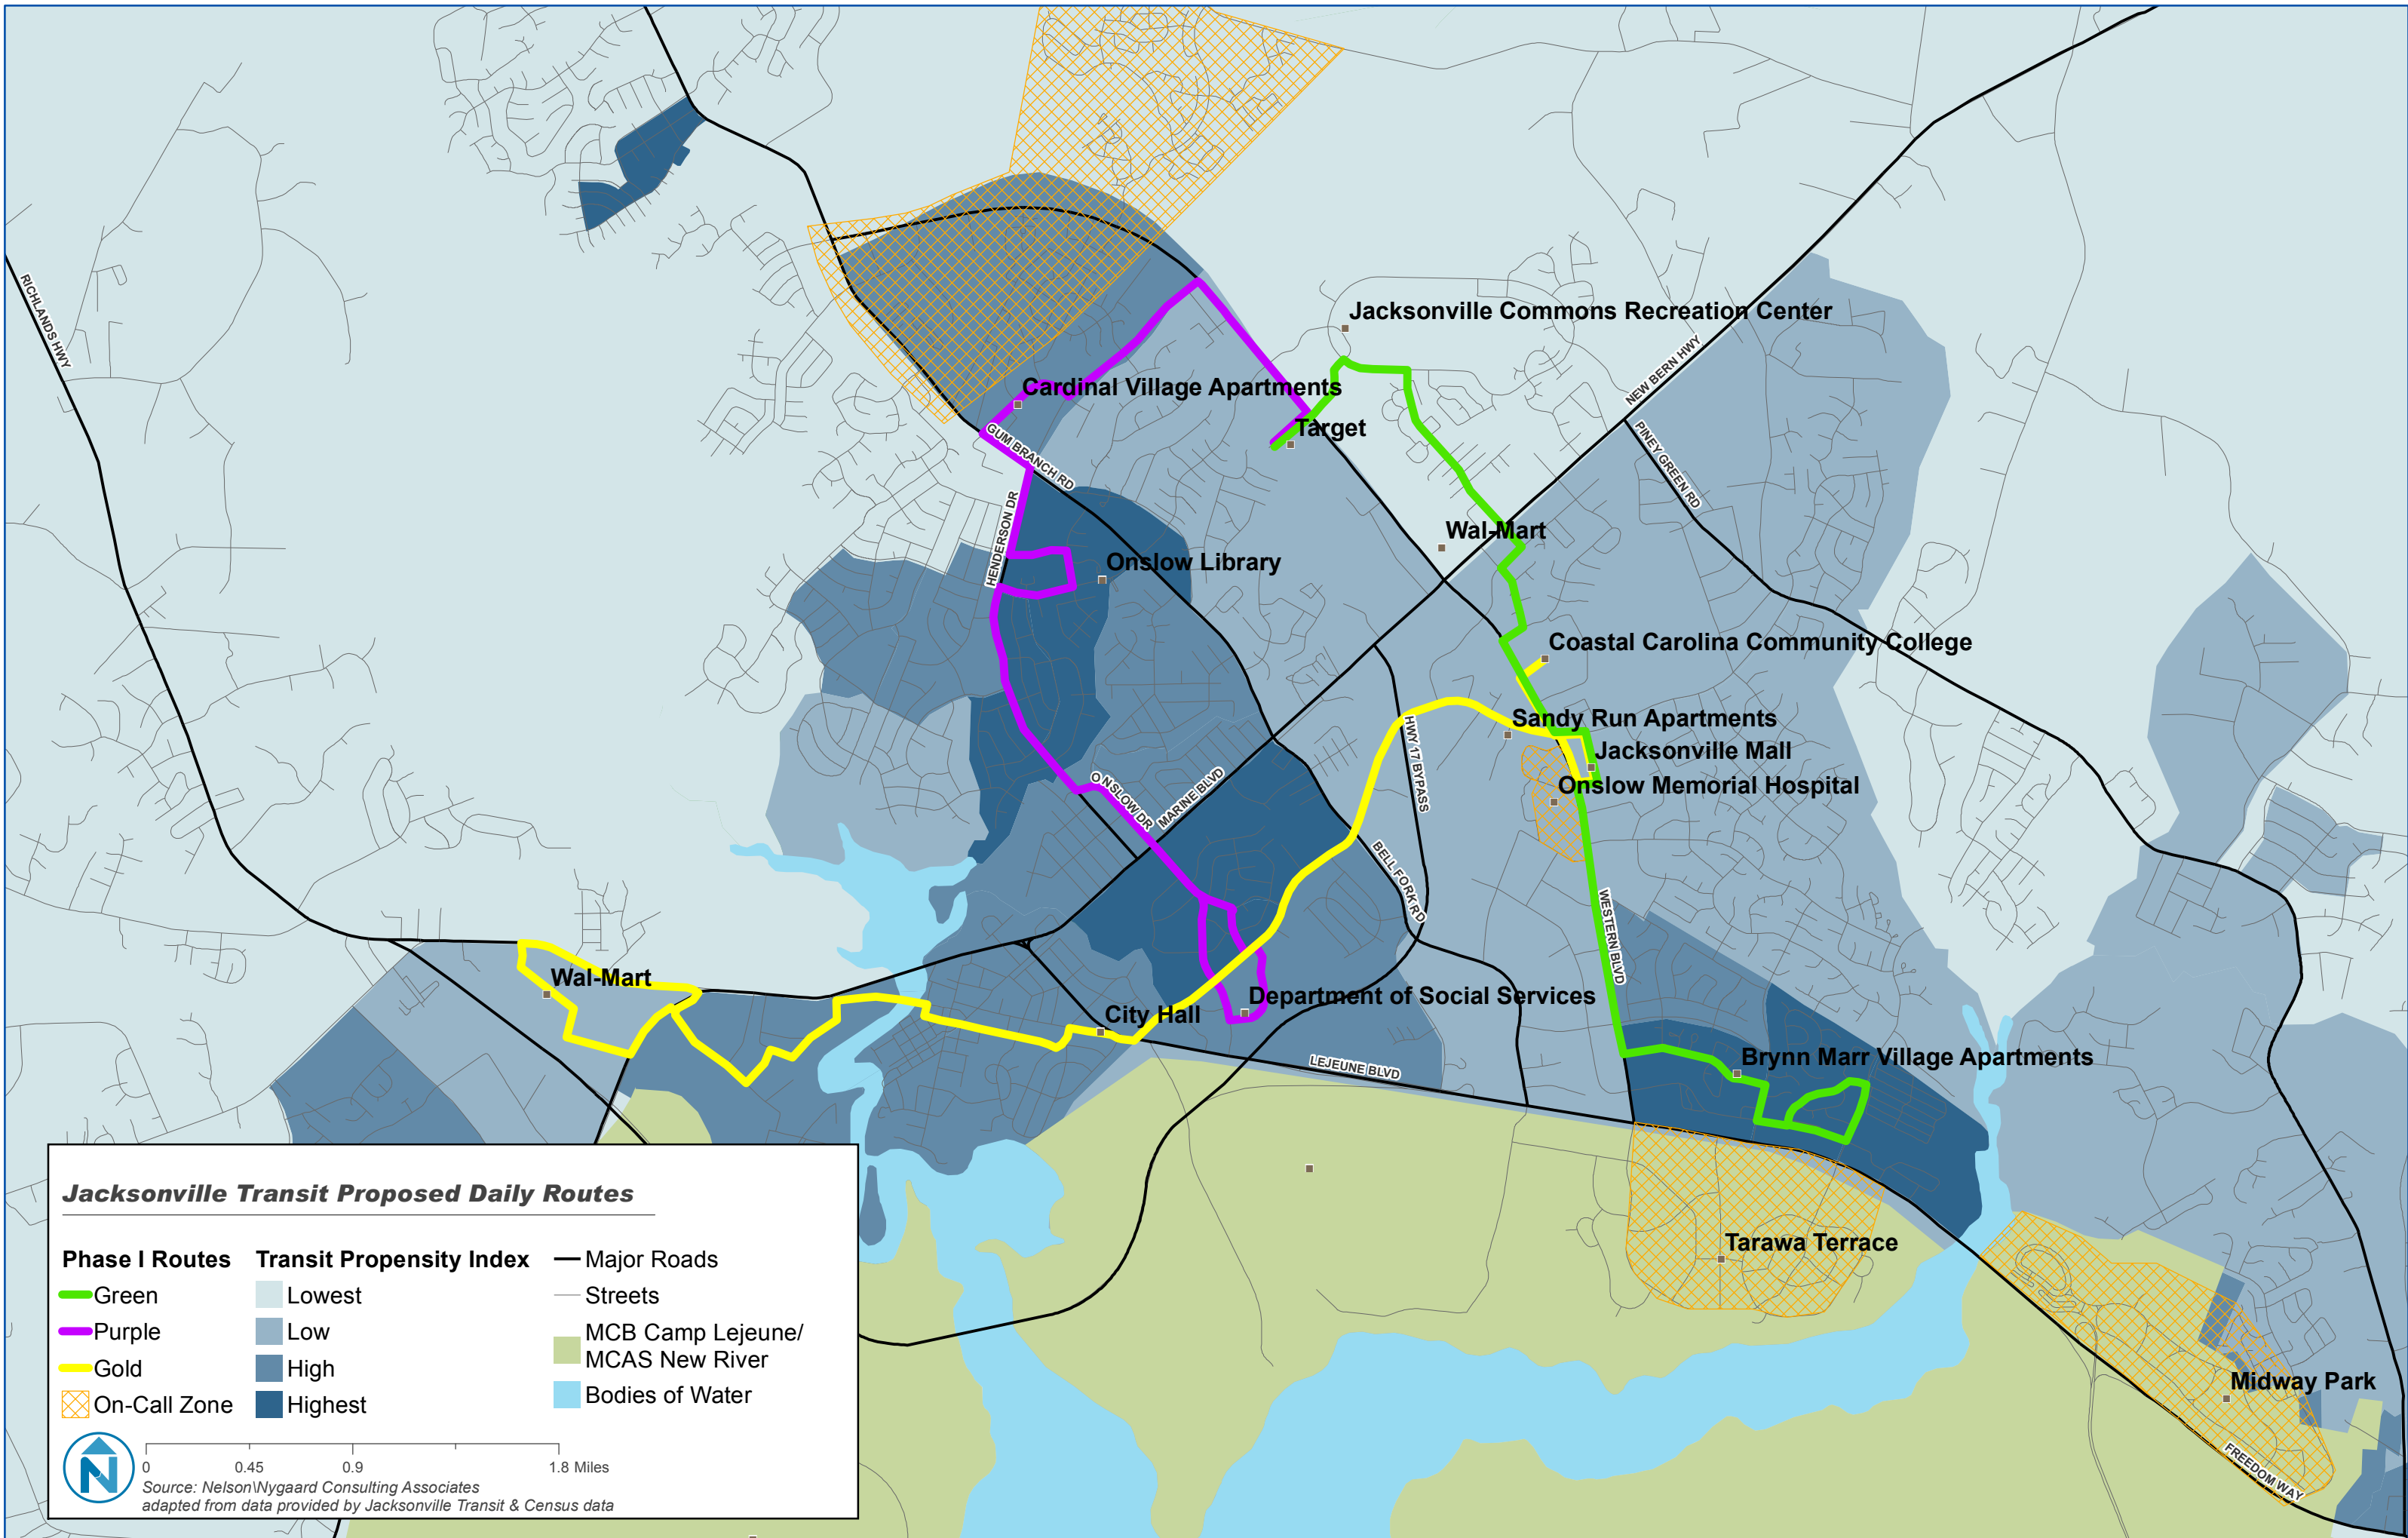 RICHLANDS HWY
Jacksonville Commons Recreation Center
NEW BERN HWY
Cardinal Village Apartments
Target
GUM BRANCH RD
PINEY GREEN RD
HENDERSON DR
Wal-Mart
Onslow Library
Coastal Carolina Community College
Sandy Run Apartments
HWY 17 BYPASS
Jacksonville Mall
Onslow Memorial Hospital
ONSLOW DR
MARINE BLVD
BELL FORK RD
WESTERN BLVD
Wal-Mart
Department of Social Services
City Hall
LEJEUNE BLVD
Brynn Marr Village Apartments
Tarawa Terrace
Midway Park
FREEDOM WAY
Jacksonville Transit Proposed Daily Routes
Phase I Routes
Green
Purple
Gold
On-Call Zone
Transit Propensity Index
Lowest
Low
High
Highest
Major Roads
Streets
MCB Camp Lejeune/
MCAS New River
Bodies of Water
N
0 0.45 0.9 1.8 Miles
Source: Nelson\Nygaard Consulting Associates
adapted from data provided by Jacksonville Transit & Census data